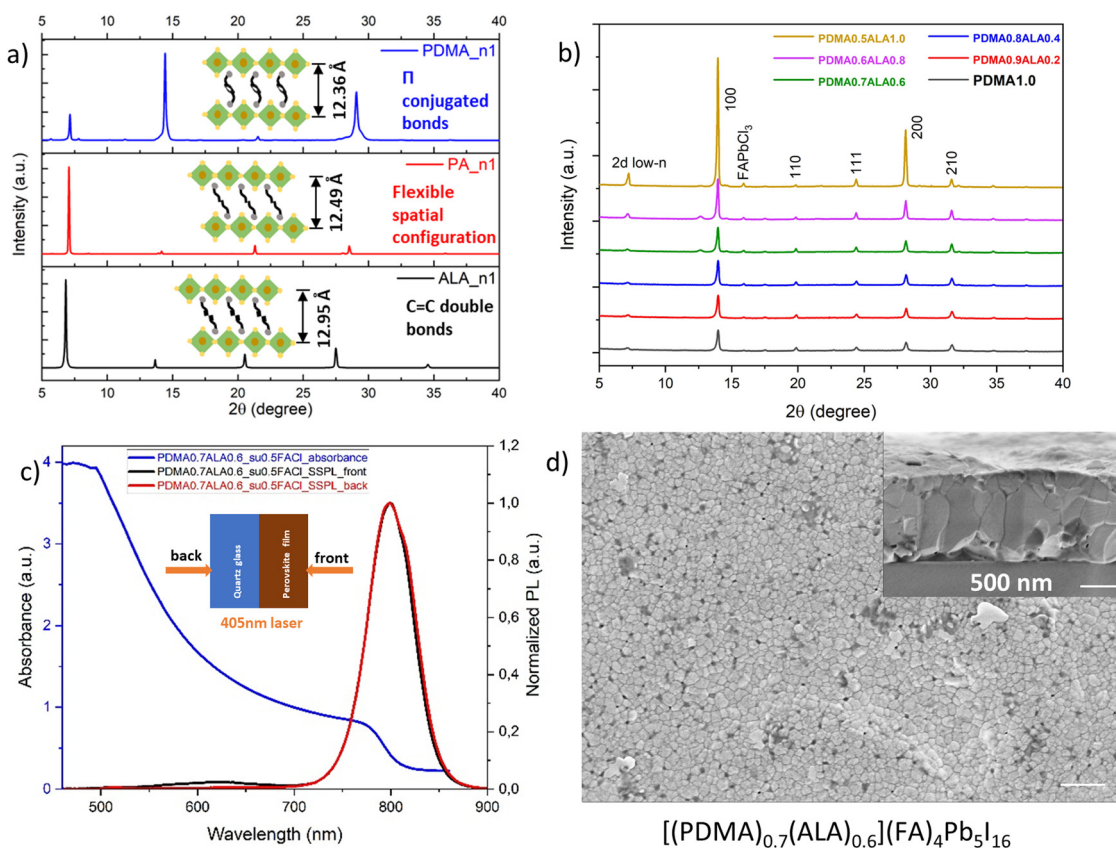 a)
5 10 15 20 25 30 35 40
PDMA_n1
Π
conjugated
bonds
12.36 Å
PA_n1
Flexible
spatial
configuration
12.49 Å
ALA_n1
C=C double
bonds
12.95 Å
Intensity (a.u.)
5 10 15 20 25 30 35 40
2θ (degree)
b)
PDMA0.5ALA1.0
PDMA0.8ALA0.4
PDMA0.6ALA0.8
PDMA0.9ALA0.2
PDMA0.7ALA0.6
PDMA1.0
2d low-n
100
FAPbCl3
110
111
200
210
Intensity (a.u.)
5 10 15 20 25 30 35 40
2θ (degree)
c)
PDMA0.7ALA0.6_su0.5FACl_absorbance
PDMA0.7ALA0.6_su0.5FACl_SSPL_front
PDMA0.7ALA0.6_su0.5FACl_SSPL_back
back
Quartz glass
Perovskite film
front
405nm laser
Absorbance (a.u.)
4
3
2
1
0
Normalized PL (a.u.)
1,2
1,0
0,8
0,6
0,4
0,2
0,0
500 600 700 800 900
Wavelength (nm)
d)
500 nm
[(PDMA)0.7(ALA)0.6](FA)4Pb5I16